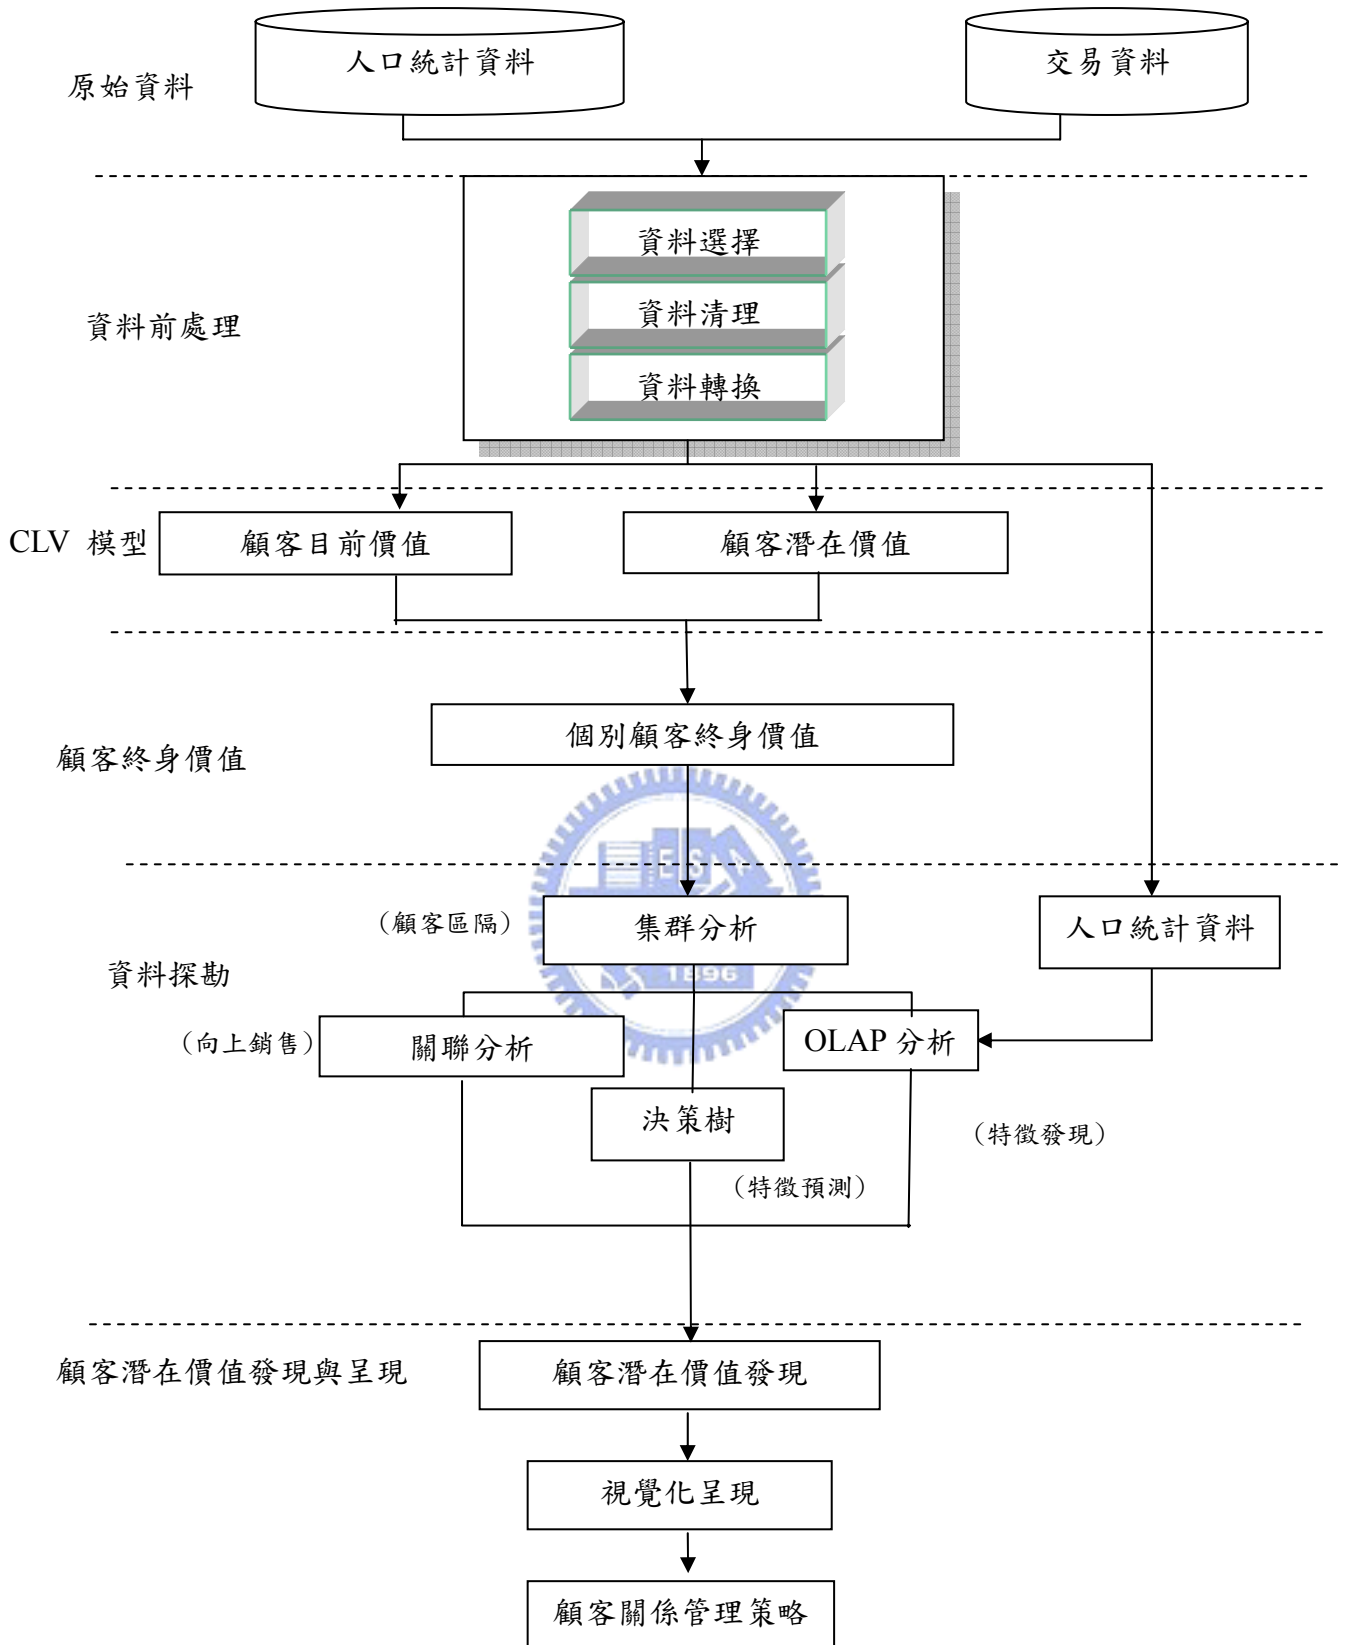 人口統計資料
交易資料
原始資料
資料選擇
資料清理
資料前處理
資料轉換
CLV 模型
顧客目前價值
顧客潛在價值
個別顧客終身價值
顧客終身價值
（顧客區隔）
集群分析
人口統計資料
資料探勘
1896
（向上銷售）
關聯分析
OLAP 分析
決策樹
（特徵發現）
（特徵預測）
顧客潛在價值發現與呈現
顧客潛在價值發現
視覺化呈現
顧客關係管理策略